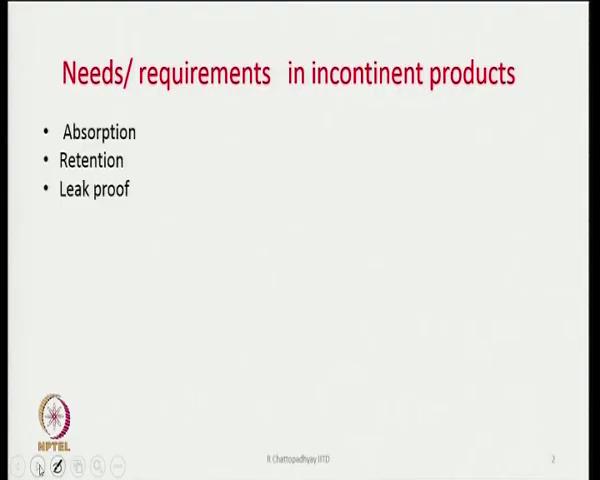 Needs/ requirements in incontinent products
• Absorption
• Retention
• Leak proof
NPTEL
R Chattopadhyay IITD
2